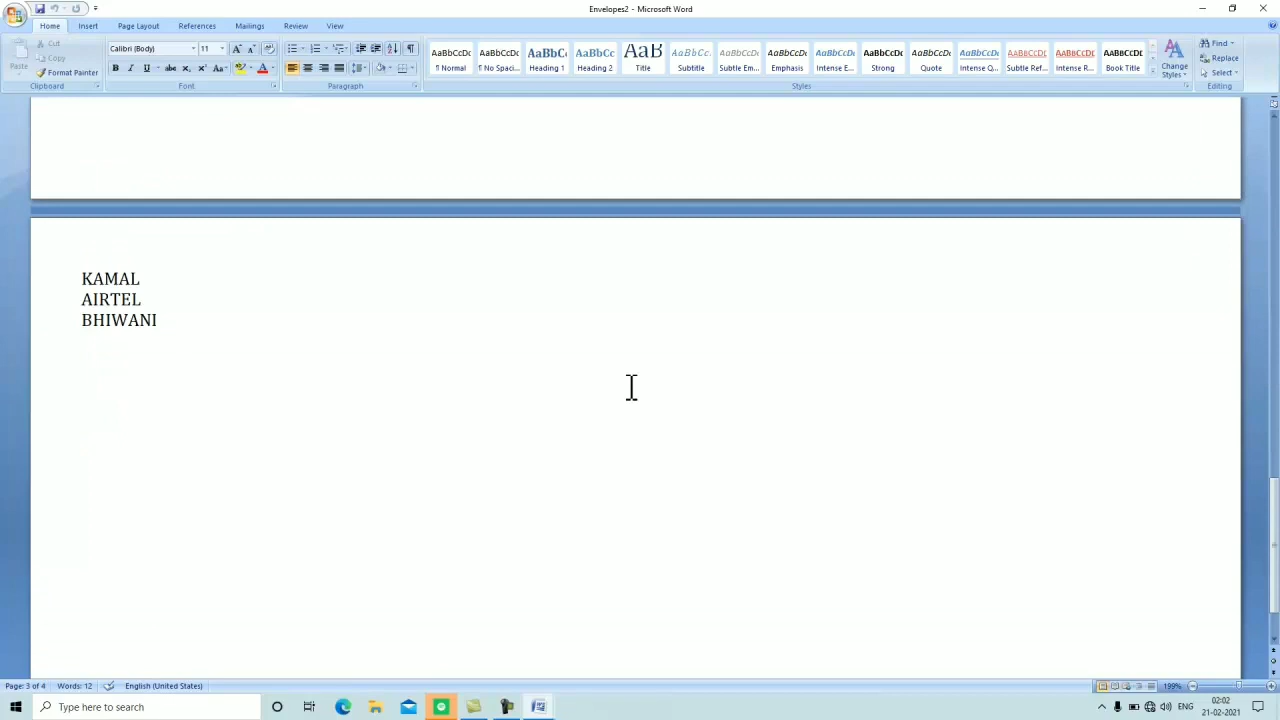 Envelopes2 - Microsoft Word
Home Insert Page Layout References Mailings Review View
Paste
Cut
Copy
Format Painter
Clipboard
Calibri (Body) 11
Font
Paragraph
AaBbCcDc AaBbCcDc AaBbCc AaBbCc AaB AaBbCc. AaBbCcDc AaBbCcDc AaBbCcDc AaBbCcDc AaBbCcDc AaBbCcDc AaBbCcDc AaBbCcDc AaBbCcDc
¶ Normal ¶ No Spaci... Heading 1 Heading 2 Title Subtitle Subtle Em... Emphasis Intense E... Strong Quote Intense Q... Subtle Ref... Intense R... Book Title
Change Styles
Styles
Find
Replace
Select
Editing
KAMAL
AIRTEL
BHIWANI
Page: 3 of 4 Words: 12 English (United States) 199%
Type here to search
ENG
02:02
21-02-2021